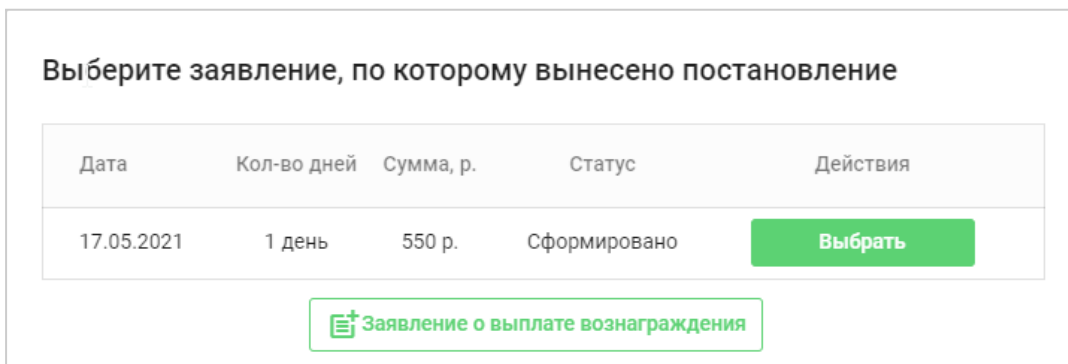 Выберите заявление, по которому вынесено постановление
Дата Кол-во дней Сумма, р. Статус Действия
17.05.2021 1 день 550 р. Сформировано Выбрать
Заявление о выплате вознаграждения